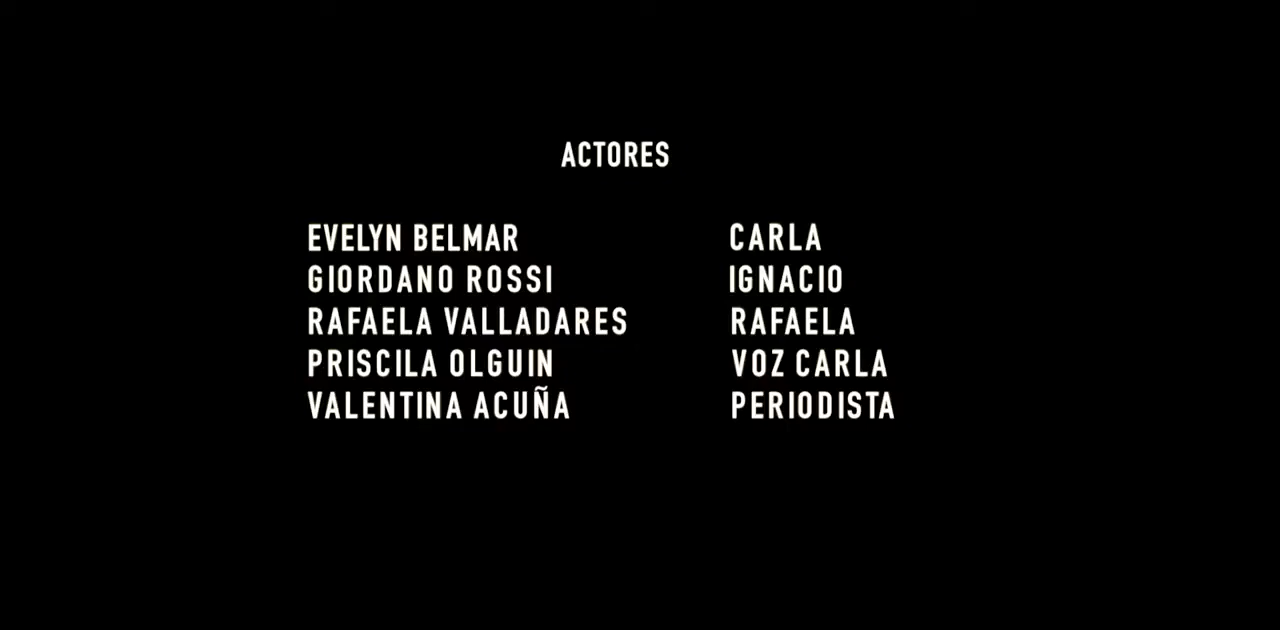 ACTORES
EVELYN BELMAR CARLA
GIORDANO ROSSI IGNACIO
RAFAELA VALLADARES RAFAELA
PRISCILA OLGUIN VOZ CARLA
VALENTINA ACUÑA PERIODISTA